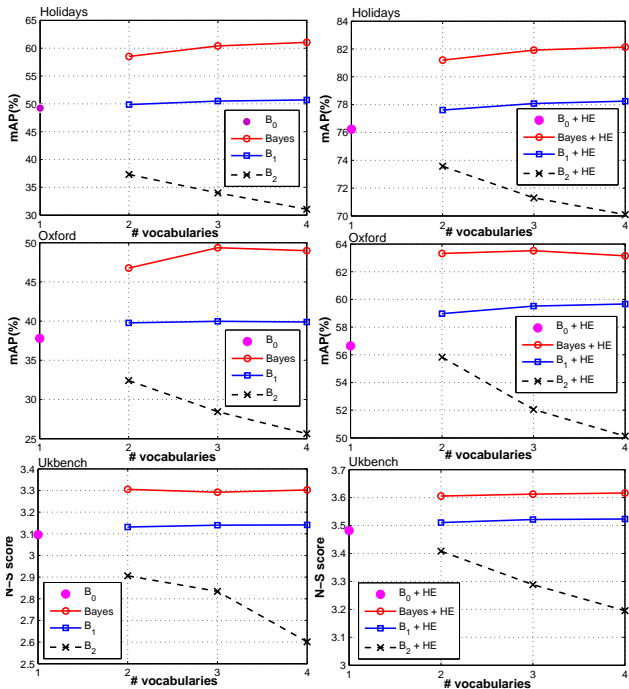 Holidays
65
60
55
50
45
40
35
30
mAP(%)
1
2
3
4
# vocabularies
B0
Bayes
B1
B2
Holidays
84
82
80
78
76
74
72
70
mAP(%)
1
2
3
4
# vocabularies
B0 + HE
Bayes + HE
B1 + HE
B2 + HE
Oxford
50
45
40
35
30
25
mAP(%)
1
2
3
4
# vocabularies
B0
Bayes
B1
B2
Oxford
64
62
60
58
56
54
52
50
mAP(%)
1
2
3
4
# vocabularies
B0 + HE
Bayes + HE
B1 + HE
B2 + HE
Ukbench
3.4
3.3
3.2
3.1
3
2.9
2.8
2.7
2.6
2.5
N-S score
1
2
3
4
# vocabularies
B0
Bayes
B1
B2
Ukbench
3.7
3.6
3.5
3.4
3.3
3.2
3.1
3
N-S score
1
2
3
4
# vocabularies
B0 + HE
Bayes + HE
B1 + HE
B2 + HE